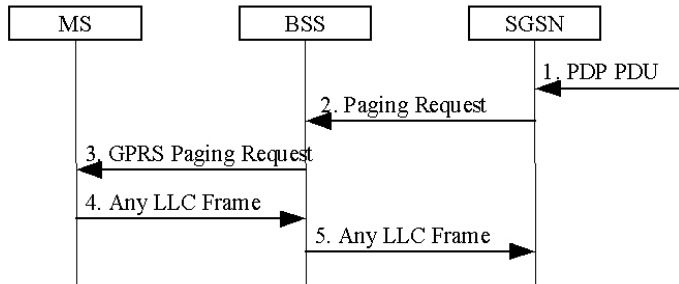 MS
BSS
SGSN
1. PDP PDU
2. Paging Request
3. GPRS Paging Request
4. Any LLC Frame
5. Any LLC Frame